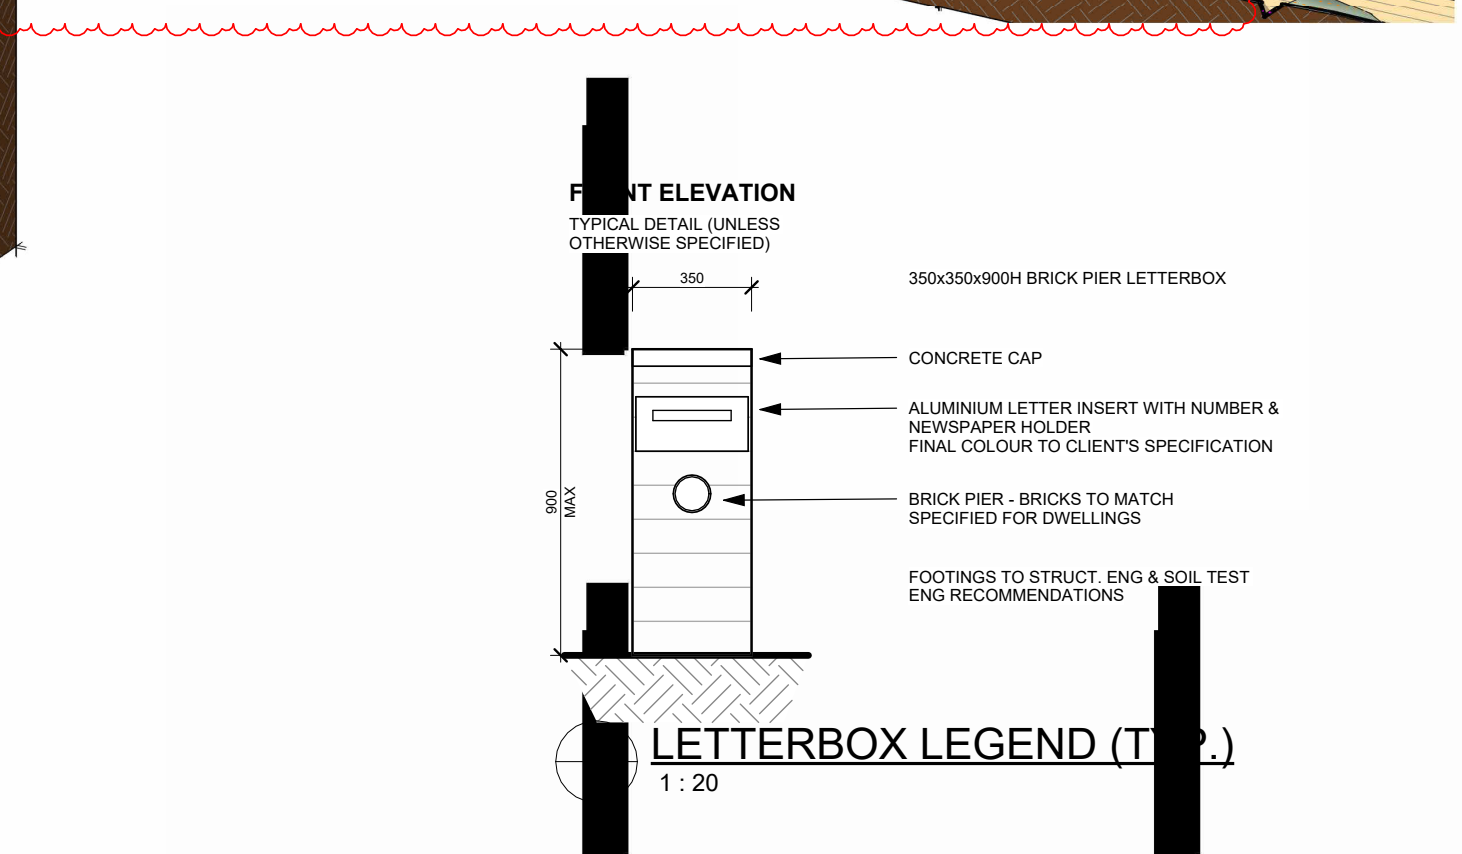 ELEVATION
TYPICAL DETAIL (UNLESS
OTHERWISE SPECIFIED)
350
350x350x900H BRICK PIER LETTERBOX
CONCRETE CAP
ALUMINIUM LETTER INSERT WITH NUMBER &
NEWSPAPER HOLDER
FINAL COLOUR TO CLIENT'S SPECIFICATION
900
MAX
BRICK PIER - BRICKS TO MATCH
SPECIFIED FOR DWELLINGS
FOOTINGS TO STRUCT. ENG & SOIL TEST
ENG RECOMMENDATIONS
LETTERBOX LEGEND
1 : 20